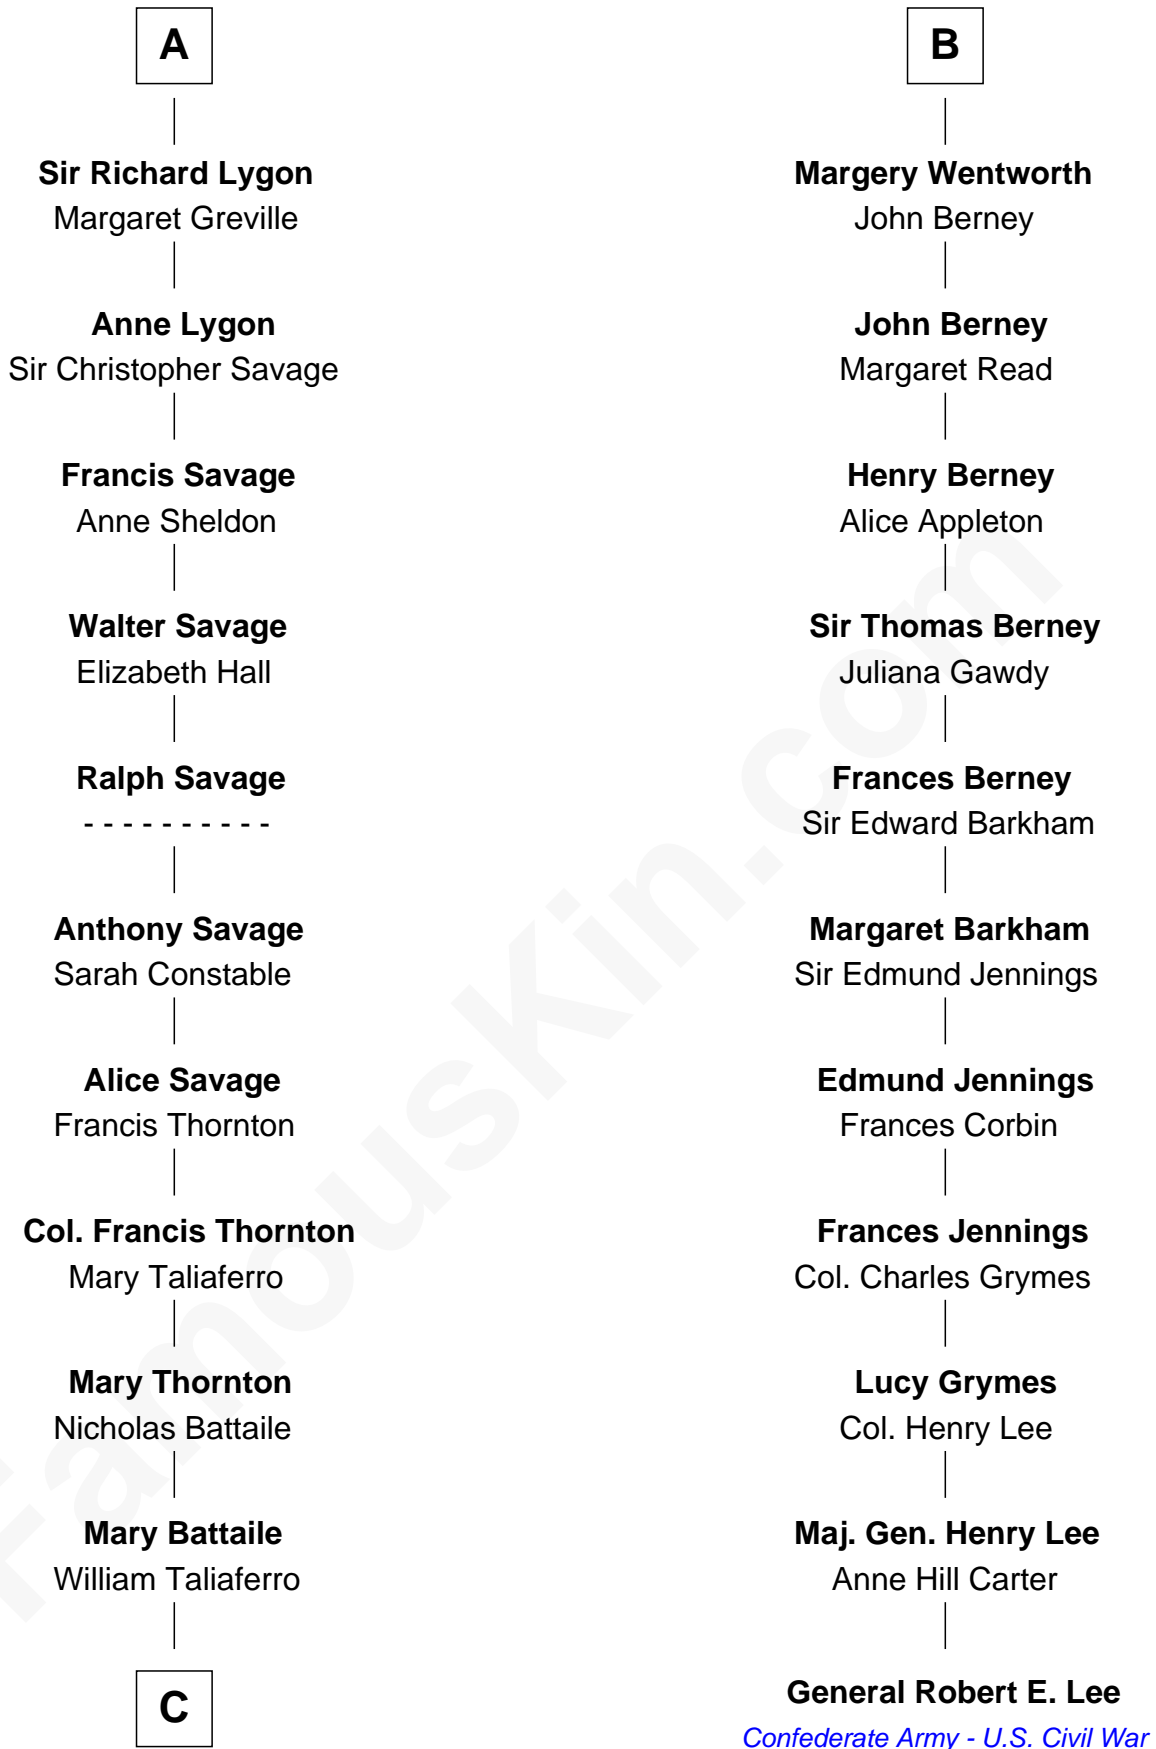 A
Sir Richard Lygon
Margaret Greville
Anne Lygon
Sir Christopher Savage
Francis Savage
Anne Sheldon
Walter Savage
Elizabeth Hall
Ralph Savage
- - - - - - - - - -
Anthony Savage
Sarah Constable
Alice Savage
Francis Thornton
Col. Francis Thornton
Mary Taliaferro
Mary Thornton
Nicholas Battaile
Mary Battaile
William Taliaferro
C
B
Margery Wentworth
John Berney
John Berney
Margaret Read
Henry Berney
Alice Appleton
Sir Thomas Berney
Juliana Gawdy
Frances Berney
Sir Edward Barkham
Margaret Barkham
Sir Edmund Jennings
Edmund Jennings
Frances Corbin
Frances Jennings
Col. Charles Grymes
Lucy Grymes
Col. Henry Lee
Maj. Gen. Henry Lee
Anne Hill Carter
General Robert E. Lee
Confederate Army - U.S. Civil War
FamousKin.com